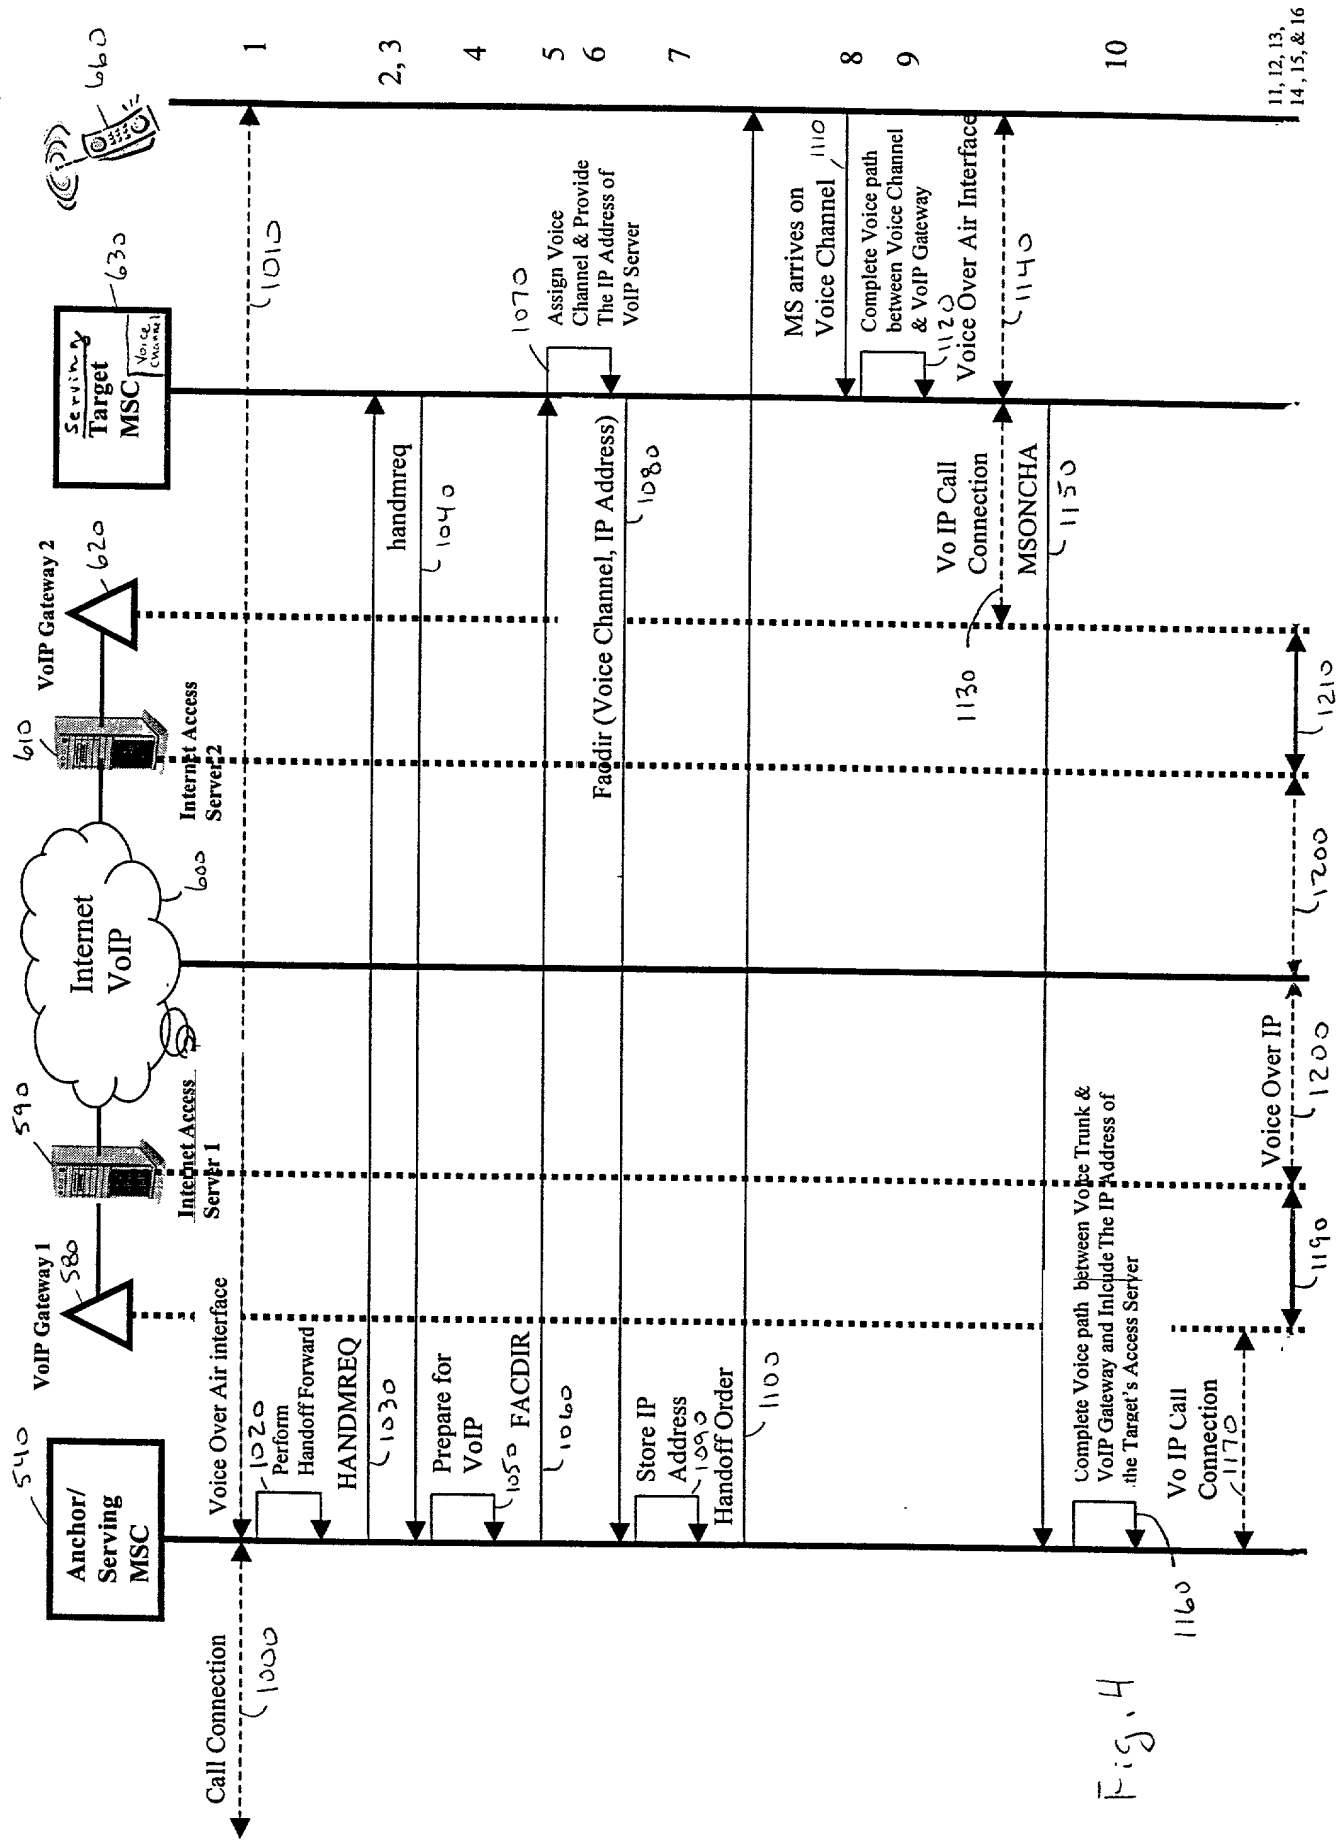 540
Anchor/
Serving
MSC
VoIP Gateway 1
580
590
Internet Access
Server 1
Internet
VoIP
600
610
Internet Access
Server 2
VoIP Gateway 2
620
Serving
Target
MSC
Voice
Channel
630
660
Call Connection
1000
Voice Over Air interface
1010
1
1020
Perform
Handoff Forward
HANDMREQ
1030
2, 3
handmreq
1040
Prepare for
VoIP
1050
4
FACDIR
1060
5
1070
Assign Voice
Channel & Provide
The IP Address of
VoIP Server
6
Facdir (Voice Channel, IP Address)
1080
Store IP
Address
1090
7
Handoff Order
1100
MS arrives on
Voice Channel
1110
8
Complete Voice path
between Voice Channel
& VoIP Gateway
1120
9
Voice Over Air Interface
1140
Vo IP Call
Connection
1130
MSONCHA
1150
10
Complete Voice path between Voice Trunk &
VoIP Gateway and Inlcude The IP Address of
the Target's Access Server
1160
Vo IP Call
Connection
1170
1190
Voice Over IP
1200
1200
1210
11, 12, 13,
14, 15, & 16
Fig. 4